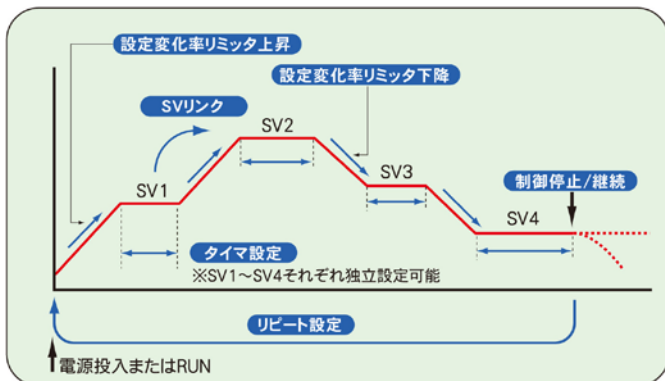 設定変化率リミッタ上昇
設定変化率リミッタ下降
SVリンク
SV2
SV1
SV3
制御停止/継続
SV4
タイマ設定
※SV1～SV4それぞれ独立設定可能
リピート設定
電源投入またはRUN